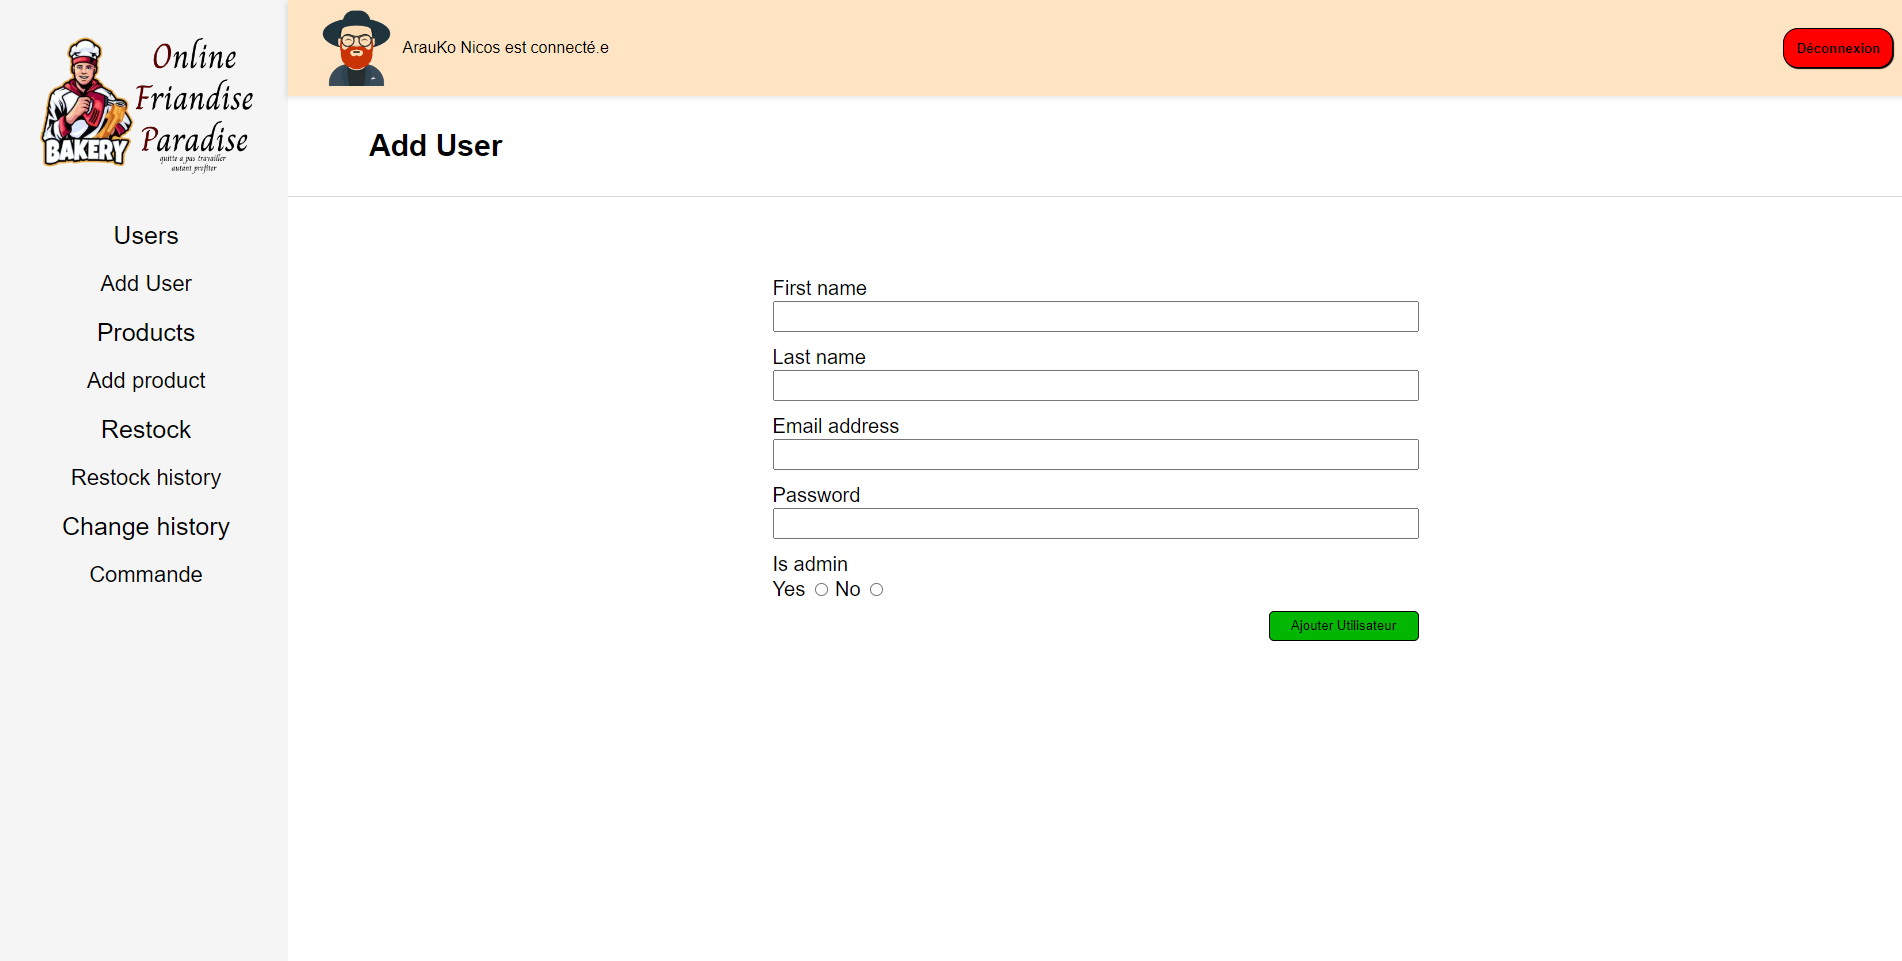 Online
Friandise
Paradise
quitte a pas travailler
autant profiter
BAKERY
Users
Add User
Products
Add product
Restock
Restock history
Change history
Commande
ArauKo Nicos est connecté.e
Déconnexion
Add User
First name
Last name
Email address
Password
Is admin
Yes No
Ajouter Utilisateur